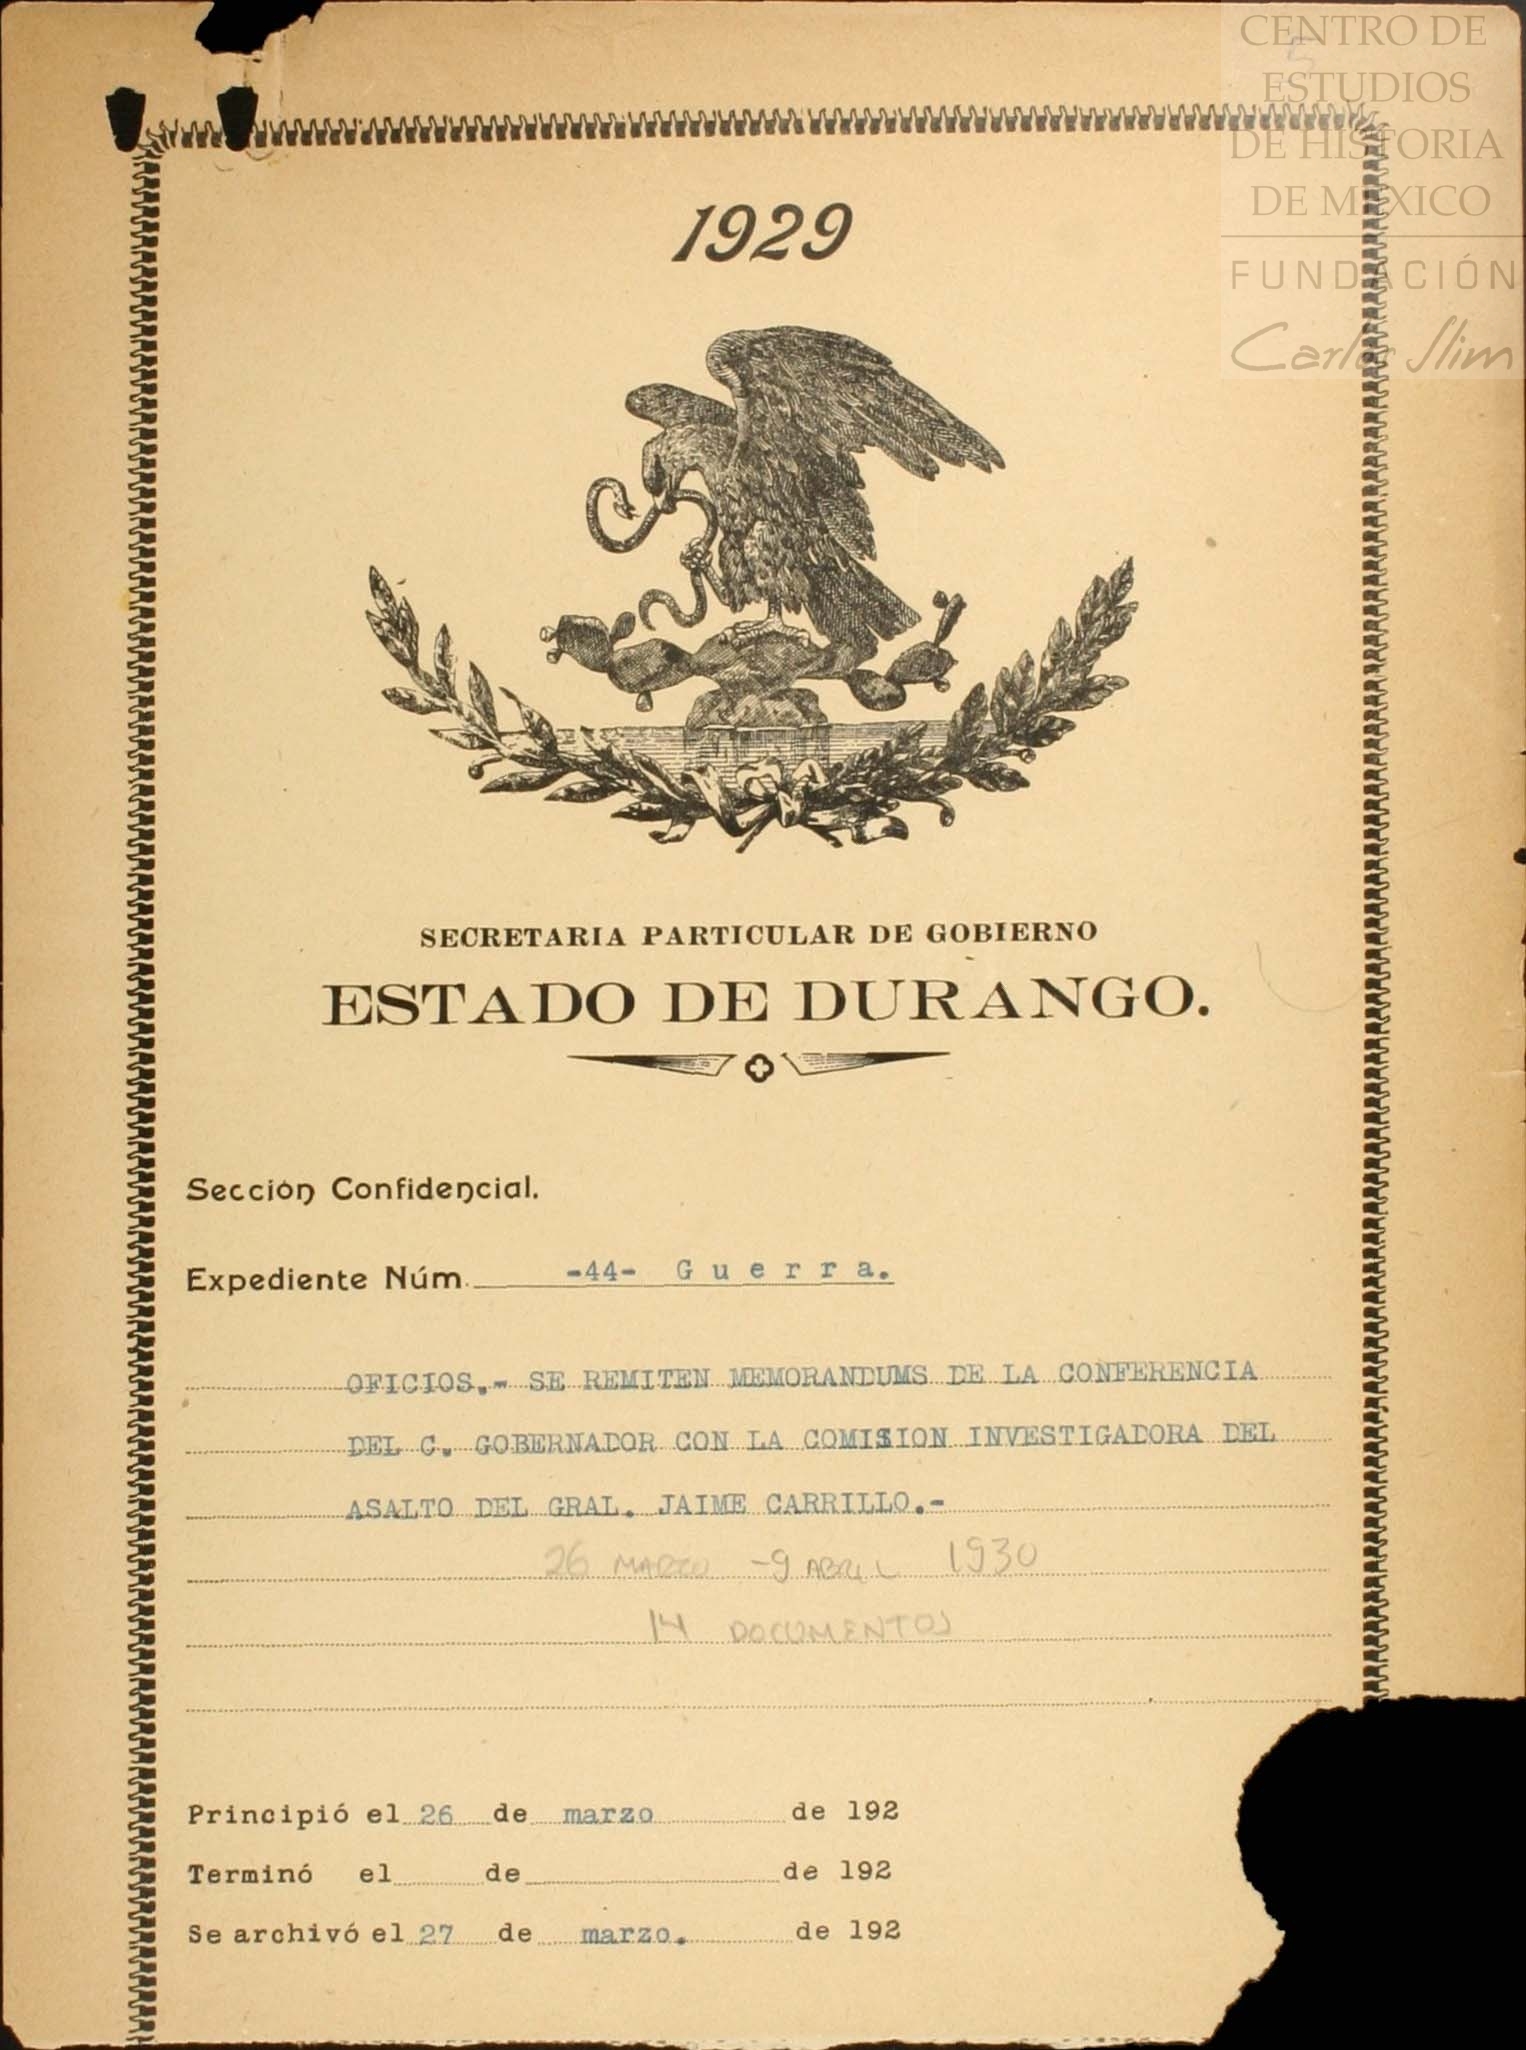 CENTRO DE
ESTUDIOS
DE HISTORIA
DE MÉXICO
FUNDACIÓN
Carlos Slim
1929
SECRETARIA PARTICULAR DE GOBIERNO
ESTADO DE DURANGO.
Sección Confidencial.
Expediente Núm. -44- Guerra.
OFICIOS.- SE REMITEN MEMORANDUMS DE LA CONFERENCIA
DEL C. GOBERNADOR CON LA COMISION INVESTIGADORA DEL
ASALTO DEL GRAL. JAIME CARRILLO.-
26 MARZO -9 ABRIL 1930
14 DOCUMENTOS
Principió el 26 de marzo de 192
Terminó el de de 192
Se archivó el 27 de marzo. de 192